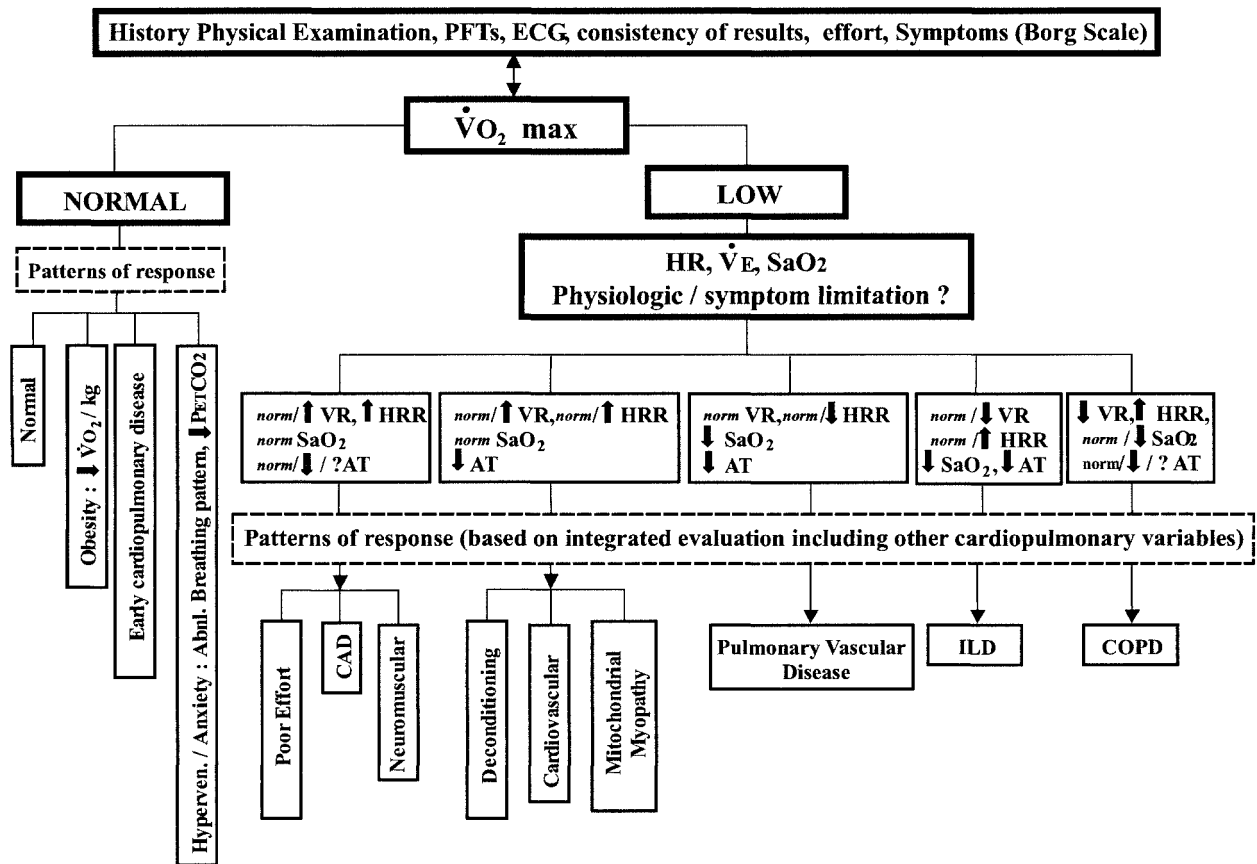 History Physical Examination, PFTs, ECG, consistency of results, effort, Symptoms (Borg Scale)
V̇O₂ max
NORMAL
LOW
Patterns of response
HR, V̇E, SaO₂
Physiologic / symptom limitation ?
Normal
Obesity : ⬇ V̇O₂ / kg
Early cardiopulmonary disease
Hyperven. / Anxiety : Abnl. Breathing pattern, ⬇PETCO2
norm/⬆ VR, ⬆ HRR
norm SaO₂
norm/⬇ / ?AT
norm/⬆ VR, norm/⬆ HRR
norm SaO₂
⬇ AT
norm VR, norm/⬇ HRR
⬇ SaO₂
⬇ AT
norm/⬇ VR
norm/⬆ HRR
⬇ SaO₂, ⬇ AT
⬇ VR, ⬆ HRR,
norm /⬇ SaO₂
norm/⬇/ ? AT
Patterns of response (based on integrated evaluation including other cardiopulmonary variables)
Poor Effort
CAD
Neuromuscular
Deconditioning
Cardiovascular
Mitochondrial
Myopathy
Pulmonary Vascular
Disease
ILD
COPD